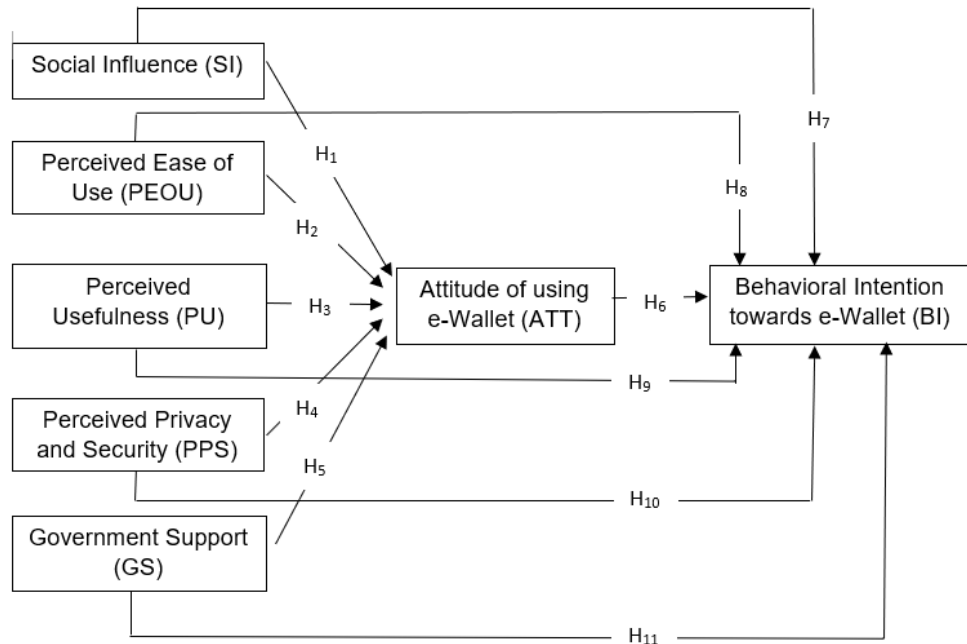 Social Influence (SI)
Perceived Ease of
Use (PEOU)
Perceived
Usefulness (PU)
Perceived Privacy
and Security (PPS)
Government Support
(GS)
H₁
H₂
H₃
H₄
H₅
Attitude of using
e-Wallet (ATT)
H₆
H₇
H₈
H₉
H₁₀
H₁₁
Behavioral Intention
towards e-Wallet (BI)